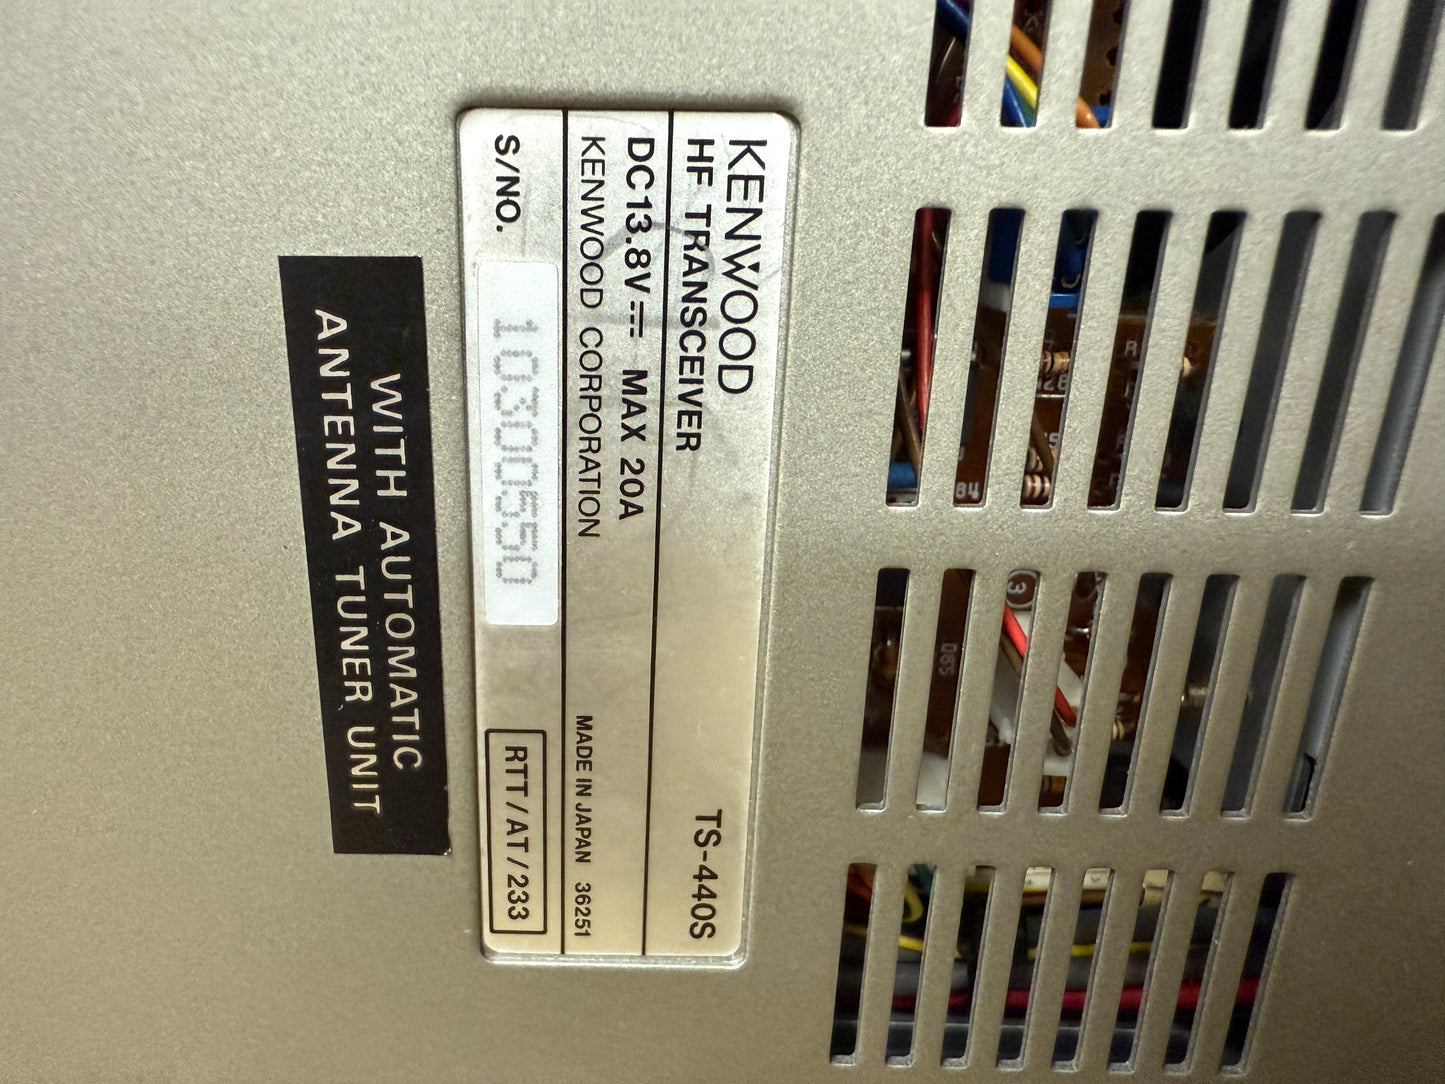 KENWOOD
HF TRANSCEIVER TS-440S
DC13.8V⎓ MAX 20A
KENWOOD CORPORATION MADE IN JAPAN 36251
S/NO. RTT/AT/233
WITH AUTOMATIC
ANTENNA TUNER UNIT